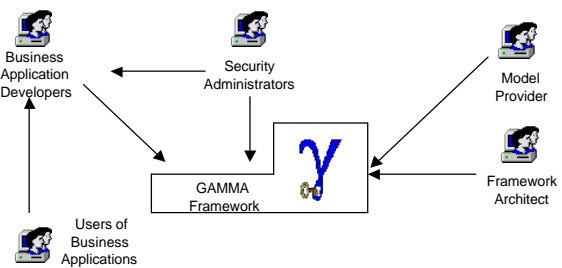 Business
Application
Developers
Security
Administrators
Model
Provider
GAMMA
Framework
γ
Framework
Architect
Users of
Business
Applications